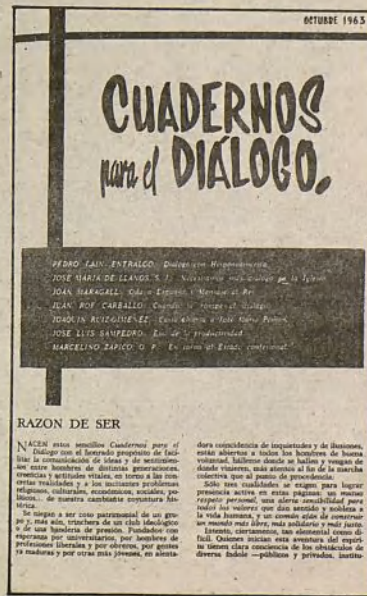 OCTUBRE 1963
CUADERNOS
para el DIÁLOGO.
PEDRO LAIN ENTRALGO: Diálogo con Hispanoamérica.
JOSE MARIA DE LLANOS, S. J.: Necesitamos más diálogo en la Iglesia.
JOAN MARAGALL: Oda a Espanya y Himne al Rey.
JUAN ROF CARBALLO: Cuando se rompe el diálogo.
JOAQUIN RUIZ-GIMENEZ: Carta abierta a José María Pemán.
JOSE LUIS SAMPEDRO: de la productividad.
MARCELINO ZAPICO, O. P.: En torno al Estado confesional.
RAZON DE SER
NACEN estos sencillos Cuadernos para el
Diálogo con el honrado propósito de faci-
litar la comunicación de ideas y de sentimien-
tos entre hombres de distintas generaciones,
creencias y actitudes vitales, en torno a las con-
cretas realidades y a los incitantes problemas
religiosos, culturales, económicos, sociales, po-
líticos... de nuestra cambiante coyuntura his-
tórica.
Se niegan a ser coto patrimonial de un gru-
po y, más aún, trinchera de un club ideológico
o de una bandería de presión. Fundados con
esperanza por universitarios, por hombres de
profesiones liberales y por obreros, por gentes
ya maduras y por otras más jóvenes, en alenta-
dora coincidencia de inquietudes y de ilusiones,
están abiertos a todos los hombres de buena
voluntad, hállense donde se hallen y vengan de
donde vinieren, más atentos al fin de la marcha
colectiva que al punto de procedencia.
Sólo tres cualidades se exigen para lograr
presencia activa en estas páginas: un mutuo
respeto personal, una alerta sensibilidad para
todos los valores que dan sentido y nobleza a
la vida humana, y un común afán de construir
un mundo más libre, más solidario y más justo.
Intento, ciertamente, tan elemental como di-
fícil. Quienes inician esta aventura del espíri-
tu tienen clara conciencia de los obstáculos de
diversa índole —públicos y privados, institu-